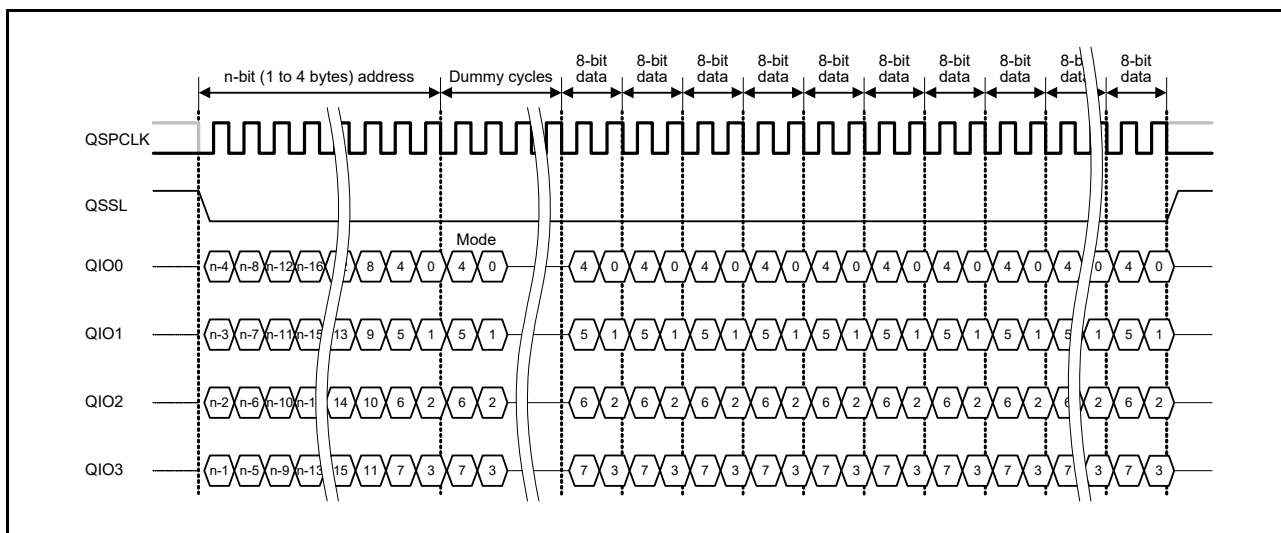 8-bit data 8-bit data 8-bit data 8-bit data 8-bit data 8-bit data 8-bit data 8-bit data 8-bit data 8-bit data
n-bit (1 to 4 bytes) address Dummy cycles
QSPCLK
QSSL
Mode
QIO0 n-4 n-8 n-12 n-16 8 4 0 4 0 4 0 4 0 4 0 4 0 4 0 4 0 4 0 4 0 4 0 4 0
QIO1 n-3 n-7 n-11 n-15 13 9 5 1 5 1 5 1 5 1 5 1 5 1 5 1 5 1 5 1 5 1 5 1 5 1
QIO2 n-2 n-6 n-10 14 10 6 2 6 2 6 2 6 2 6 2 6 2 6 2 6 2 6 2 6 2 6 2 6 2
QIO3 n-1 n-5 n-9 n-13 15 11 7 3 7 3 7 3 7 3 7 3 7 3 7 3 7 3 7 3 7 3 7 3 7 3